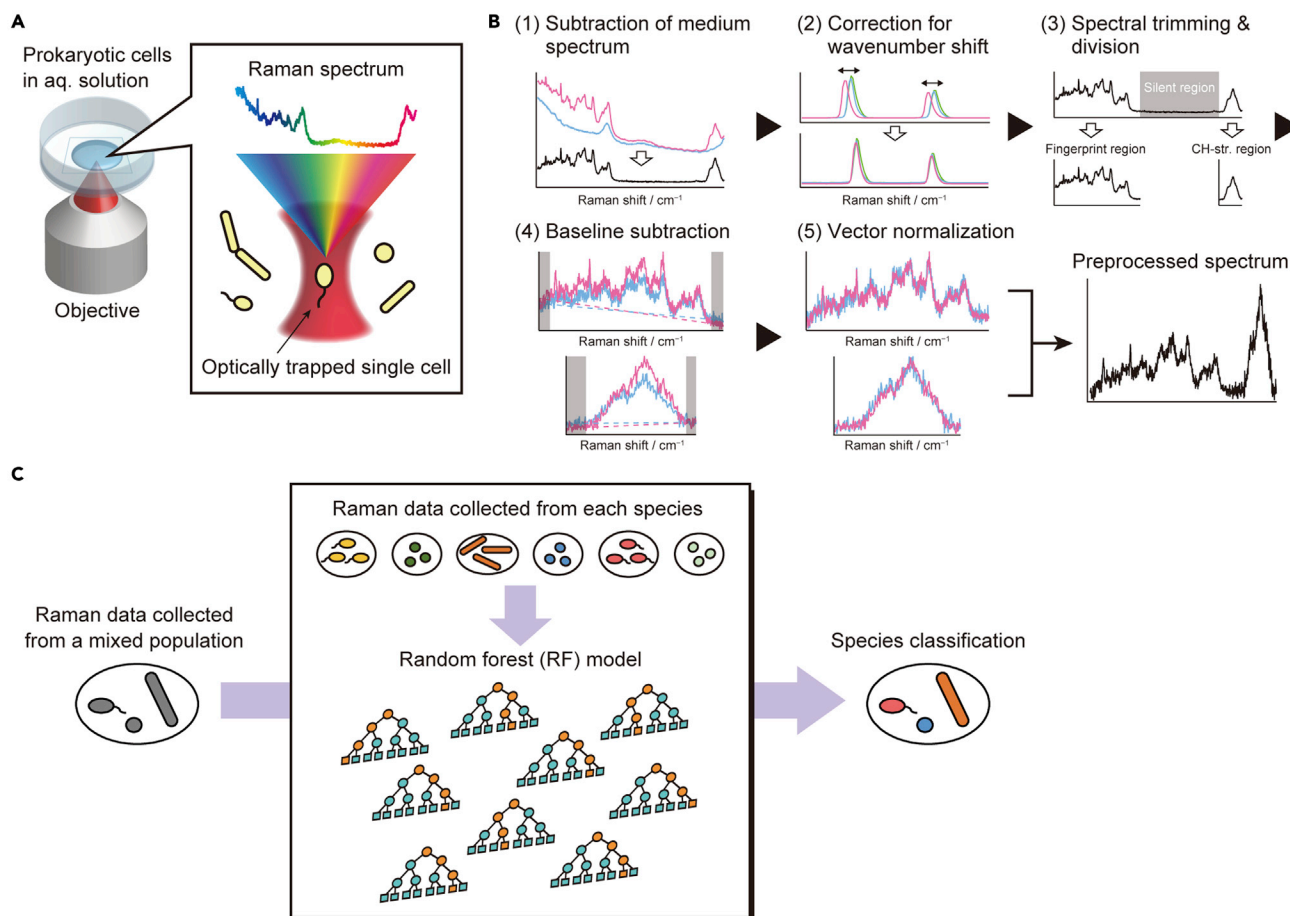 A
Prokaryotic cells
in aq. solution
Objective
Raman spectrum
Optically trapped single cell
B
(1) Subtraction of medium
spectrum
Raman shift / cm⁻¹
(2) Correction for
wavenumber shift
Raman shift / cm⁻¹
(3) Spectral trimming &
division
Silent region
Fingerprint region
CH-str. region
(4) Baseline subtraction
Raman shift / cm⁻¹
Raman shift / cm⁻¹
(5) Vector normalization
Raman shift / cm⁻¹
Raman shift / cm⁻¹
Preprocessed spectrum
C
Raman data collected
from a mixed population
Raman data collected from each species
Random forest (RF) model
Species classification